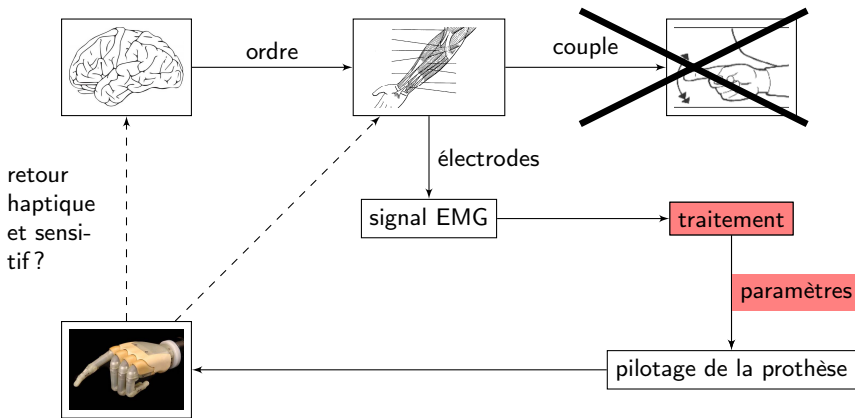 ordre
couple
électrodes
retour
haptique
et sensi-
tif ?
signal EMG
traitement
paramètres
pilotage de la prothèse